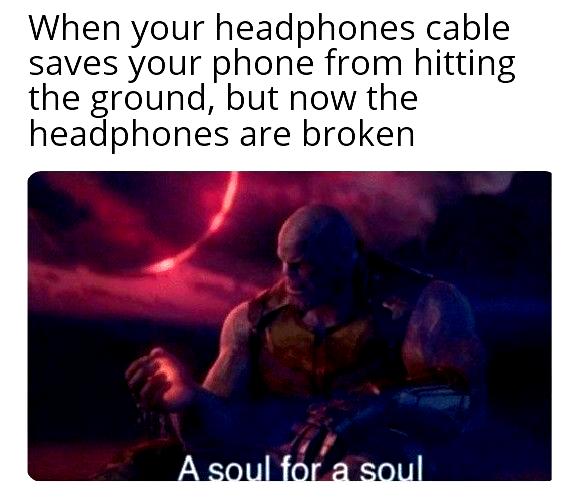 When your headphones cable
saves your phone from hitting
the ground, but now the
headphones are broken
A soul for a soul